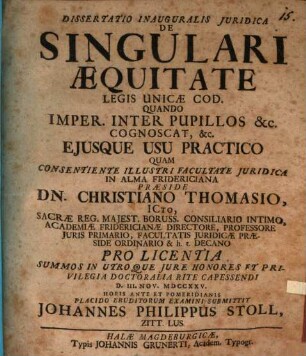 15.
DISSERTATIO INAUGURALIS JURIDICA
DE
SINGULARI
ÆQUITATE
LEGIS UNICÆ COD.
QUANDO
IMPER. INTER PUPILLOS &c.
COGNOSCAT, &c.
EJUSQUE USU PRACTICO
QUAM
CONSENTIENTE ILLUSTRI FACULTATE JURIDICA
IN ALMA FRIDERICIANA
PRÆSIDE
DN. CHRISTIANO THOMASIO,
ICTO,
SACRÆ REG. MAJEST. BORUSS. CONSILIARIO INTIMO,
ACADEMIÆ FRIDERICIANÆ DIRECTORE, PROFESSORE
JURIS PRIMARIO, FACULTATIS JURIDICÆ PRÆ-
SIDE ORDINARIO & h. t. DECANO
PRO LICENTIA
SUMMOS IN UTROQUE JURE HONORES ET PRI-
VILEGIA DOCTORALIA RITE CAPESSENDI
D. III. NOV. MDCCXXV.
HORIS ANTE ET POMERIDIANIS
PLACIDO ERUDITORUM EXAMINI SUBMITTIT
JOHANNES PHILIPPUS STOLL,
ZITT. LUS.
HALÆ MAGDEBURGICÆ,
Typis JOHANNIS GRUNERTI, Academ. Typogr.